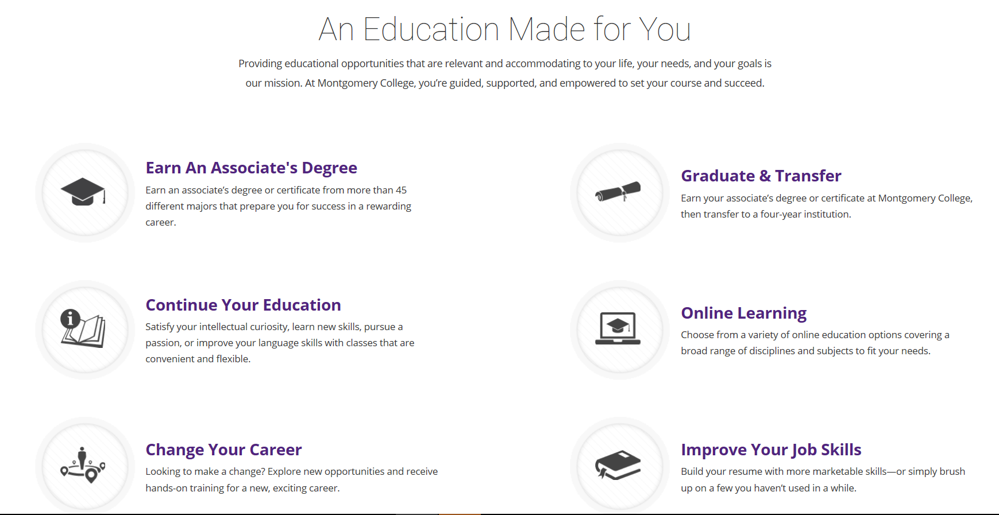 An Education Made for You
Providing educational opportunities that are relevant and accommodating to your life, your needs, and your goals is
our mission. At Montgomery College, you’re guided, supported, and empowered to set your course and succeed.
Earn An Associate's Degree
Earn an associate’s degree or certificate from more than 45
different majors that prepare you for success in a rewarding
career.
Graduate & Transfer
Earn your associate’s degree or certificate at Montgomery College,
then transfer to a four-year institution.
Continue Your Education
Satisfy your intellectual curiosity, learn new skills, pursue a
passion, or improve your language skills with classes that are
convenient and flexible.
Online Learning
Choose from a variety of online education options covering a
broad range of disciplines and subjects to fit your needs.
Change Your Career
Looking to make a change? Explore new opportunities and receive
hands-on training for a new, exciting career.
Improve Your Job Skills
Build your resume with more marketable skills—or simply brush
up on a few you haven’t used in a while.